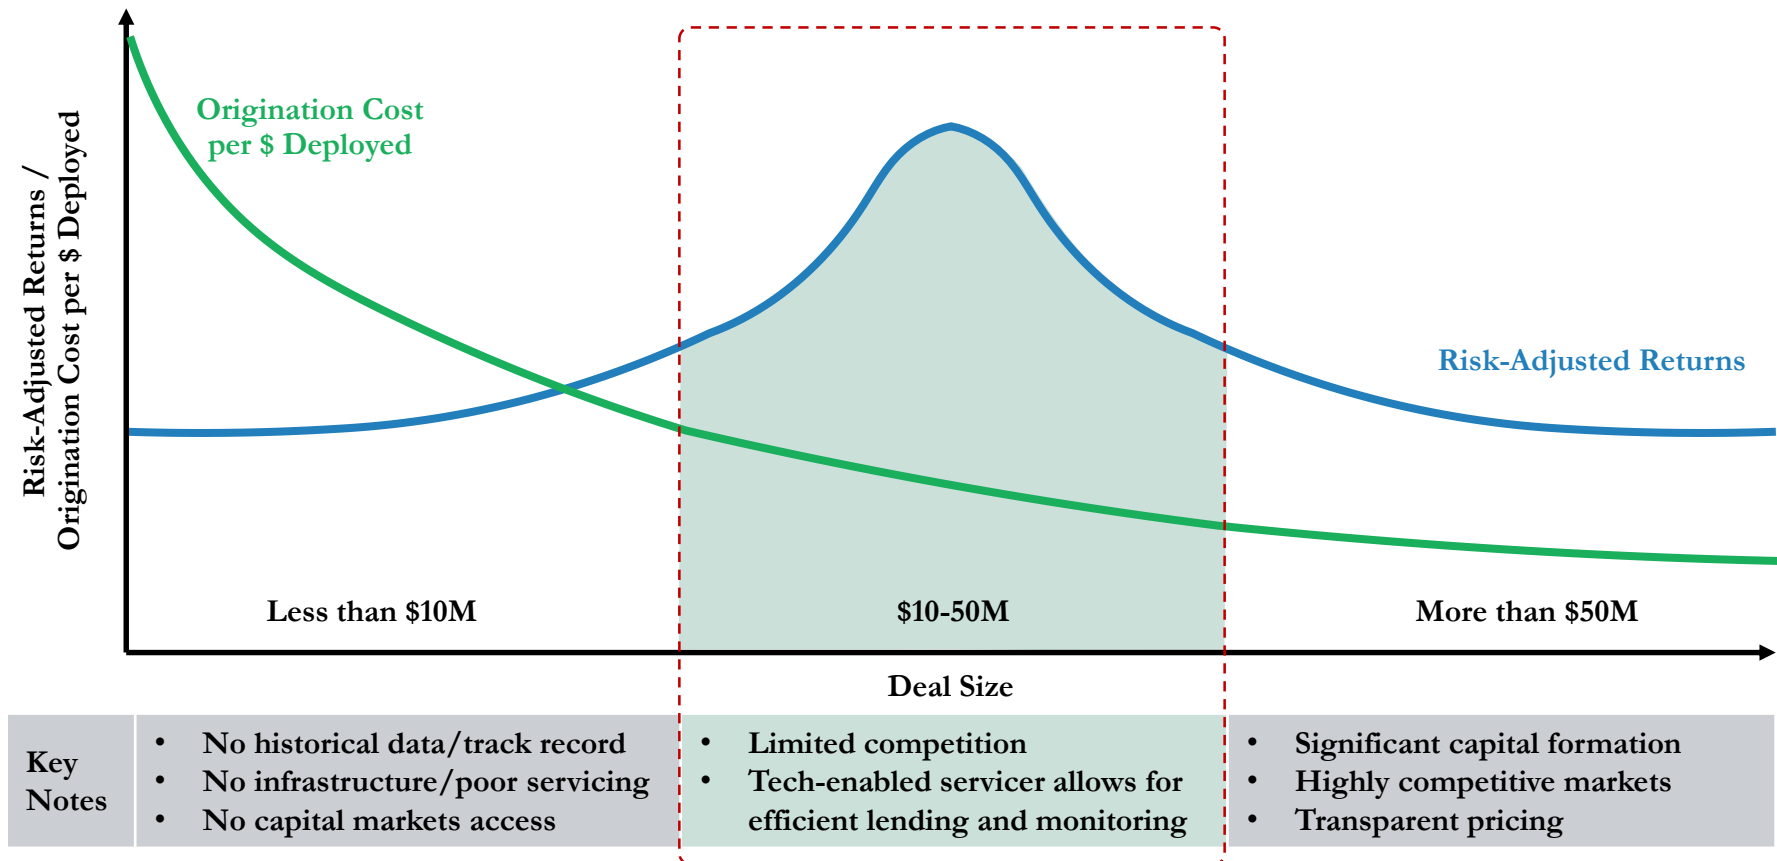 Origination Cost
per $ Deployed
Risk-Adjusted Returns /
Origination Cost per $ Deployed
Risk-Adjusted Returns
Less than $10M
$10-50M
More than $50M
Deal Size
Key
Notes
• No historical data/track record
• No infrastructure/poor servicing
• No capital markets access
• Limited competition
• Tech-enabled servicer allows for
efficient lending and monitoring
• Significant capital formation
• Highly competitive markets
• Transparent pricing